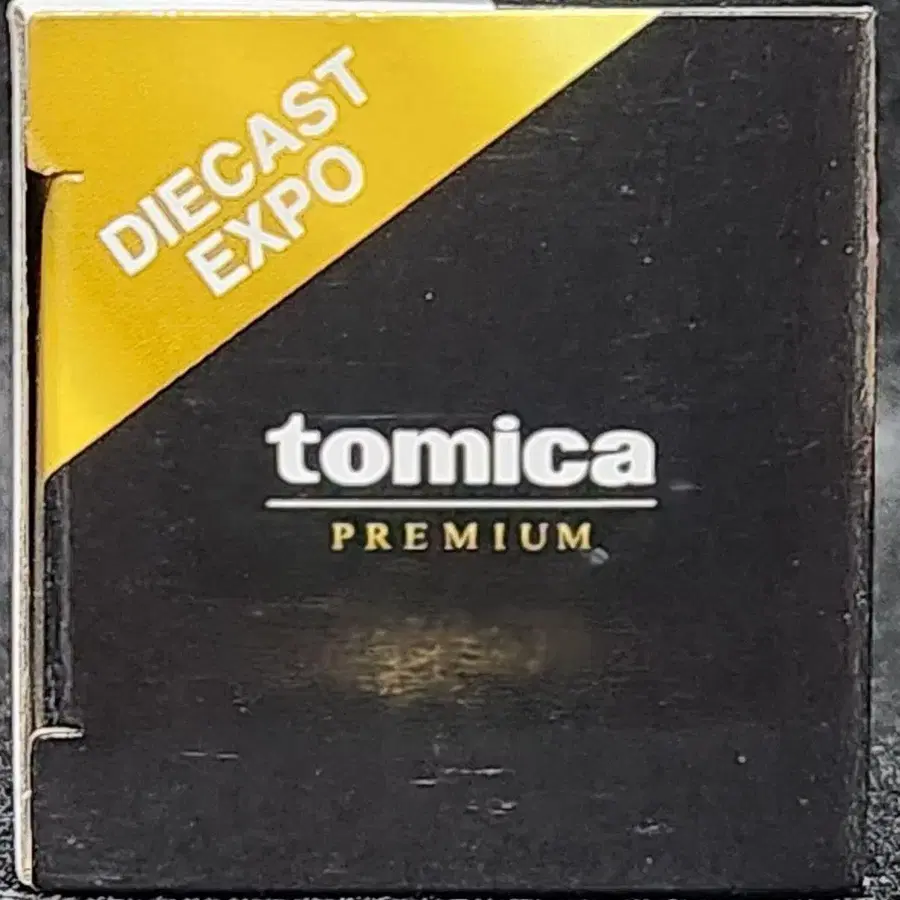 DIECAST
EXPO
tomica
PREMIUM